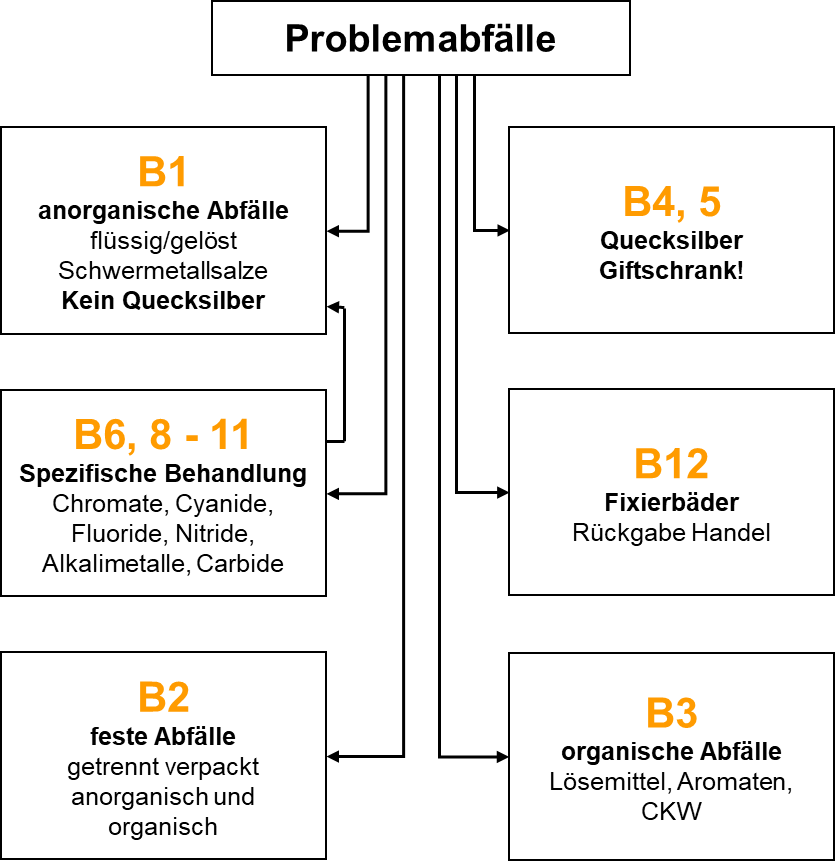 Problemabfälle
B1
anorganische Abfälle
flüssig/gelöst
Schwermetallsalze
Kein Quecksilber
B4, 5
Quecksilber
Giftschrank!
B6, 8 - 11
Spezifische Behandlung
Chromate, Cyanide,
Fluoride, Nitride,
Alkalimetalle, Carbide
B12
Fixierbäder
Rückgabe Handel
B2
feste Abfälle
getrennt verpackt
anorganisch und
organisch
B3
organische Abfälle
Lösemittel, Aromaten,
CKW